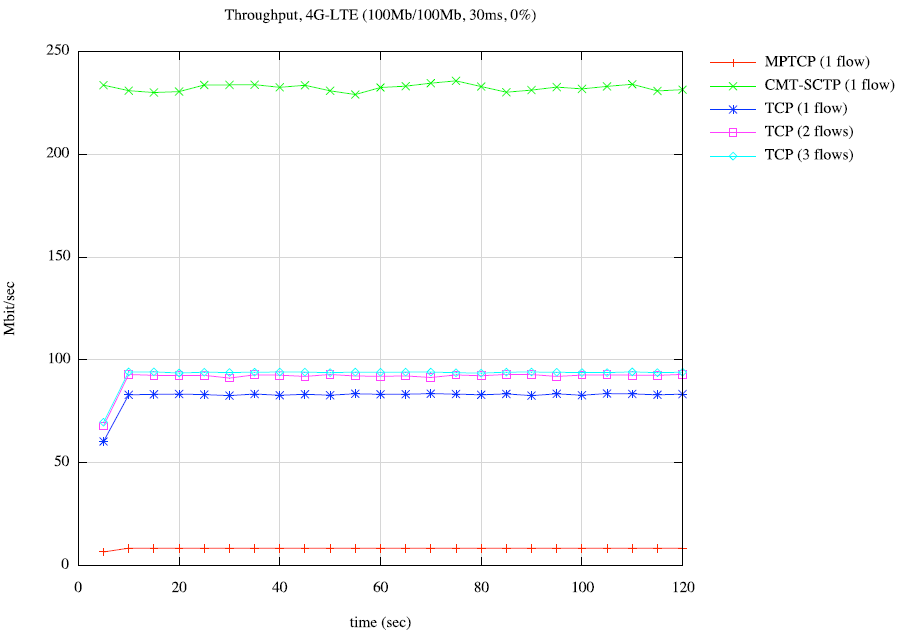 Throughput, 4G-LTE (100Mb/100Mb, 30ms, 0%)
250
200
150
100
50
0
Mbit/sec
0 20 40 60 80 100 120
time (sec)
MPTCP (1 flow)
CMT-SCTP (1 flow)
TCP (1 flow)
TCP (2 flows)
TCP (3 flows)